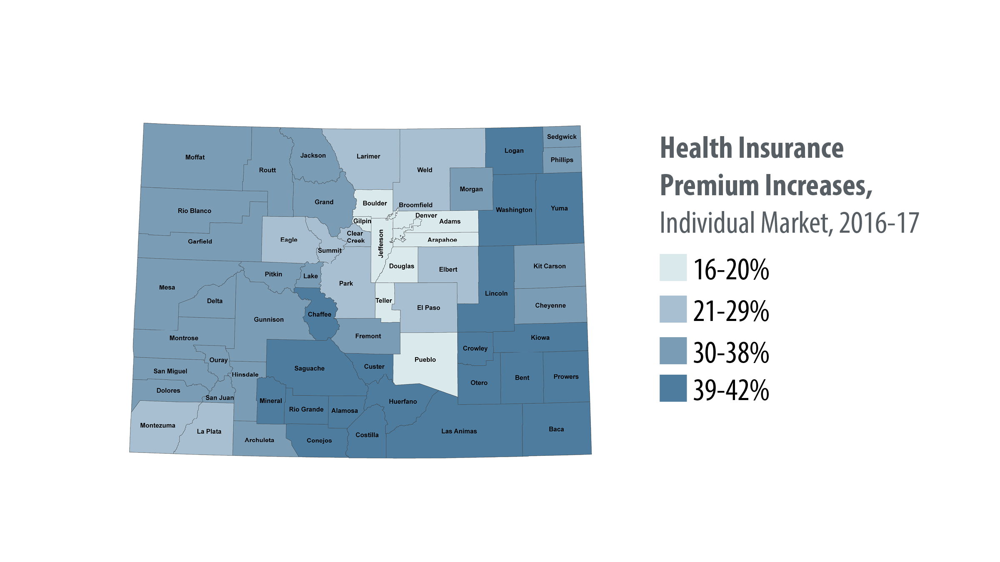 Health Insurance
Premium Increases,
Individual Market, 2016-17
16-20%
21-29%
30-38%
39-42%
Moffat
Routt
Jackson
Larimer
Weld
Logan
Sedgwick
Phillips
Morgan
Rio Blanco
Grand
Boulder
Broomfield
Washington
Yuma
Garfield
Eagle
Summit
Gilpin
Clear
Creek
Jefferson
Denver
Adams
Arapahoe
Mesa
Pitkin
Lake
Park
Douglas
Elbert
Lincoln
Kit Carson
Delta
Gunnison
Chaffee
Teller
El Paso
Cheyenne
Montrose
Fremont
Kiowa
Crowley
Ouray
San Miguel
Hinsdale
Saguache
Custer
Pueblo
Otero
Bent
Prowers
Dolores
San Juan
Mineral
Rio Grande
Alamosa
Huerfano
Montezuma
La Plata
Archuleta
Conejos
Costilla
Las Animas
Baca